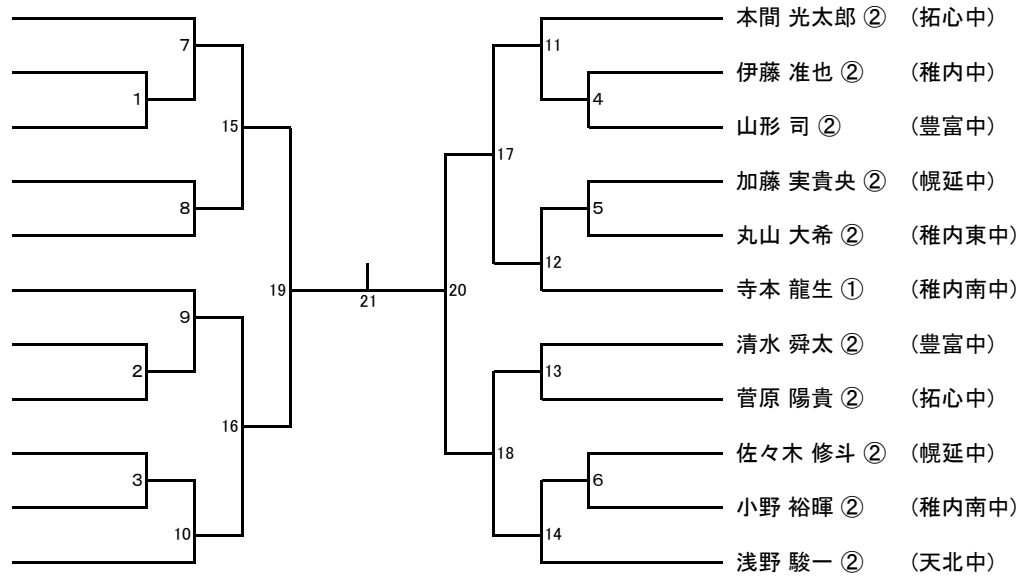 本間 光太郎 ② (拓心中)
7
11
伊藤 准也 ② (稚内中)
1
4
山形 司 ② (豊富中)
15
17
加藤 実貴央 ② (幌延中)
8
5
丸山 大希 ② (稚内東中)
12
寺本 龍生 ① (稚内南中)
19
21
20
9
清水 舜太 ② (豊富中)
2
13
菅原 陽貴 ② (拓心中)
16
18
佐々木 修斗 ② (幌延中)
3
6
小野 裕暉 ② (稚内南中)
10
14
浅野 駿一 ② (天北中)